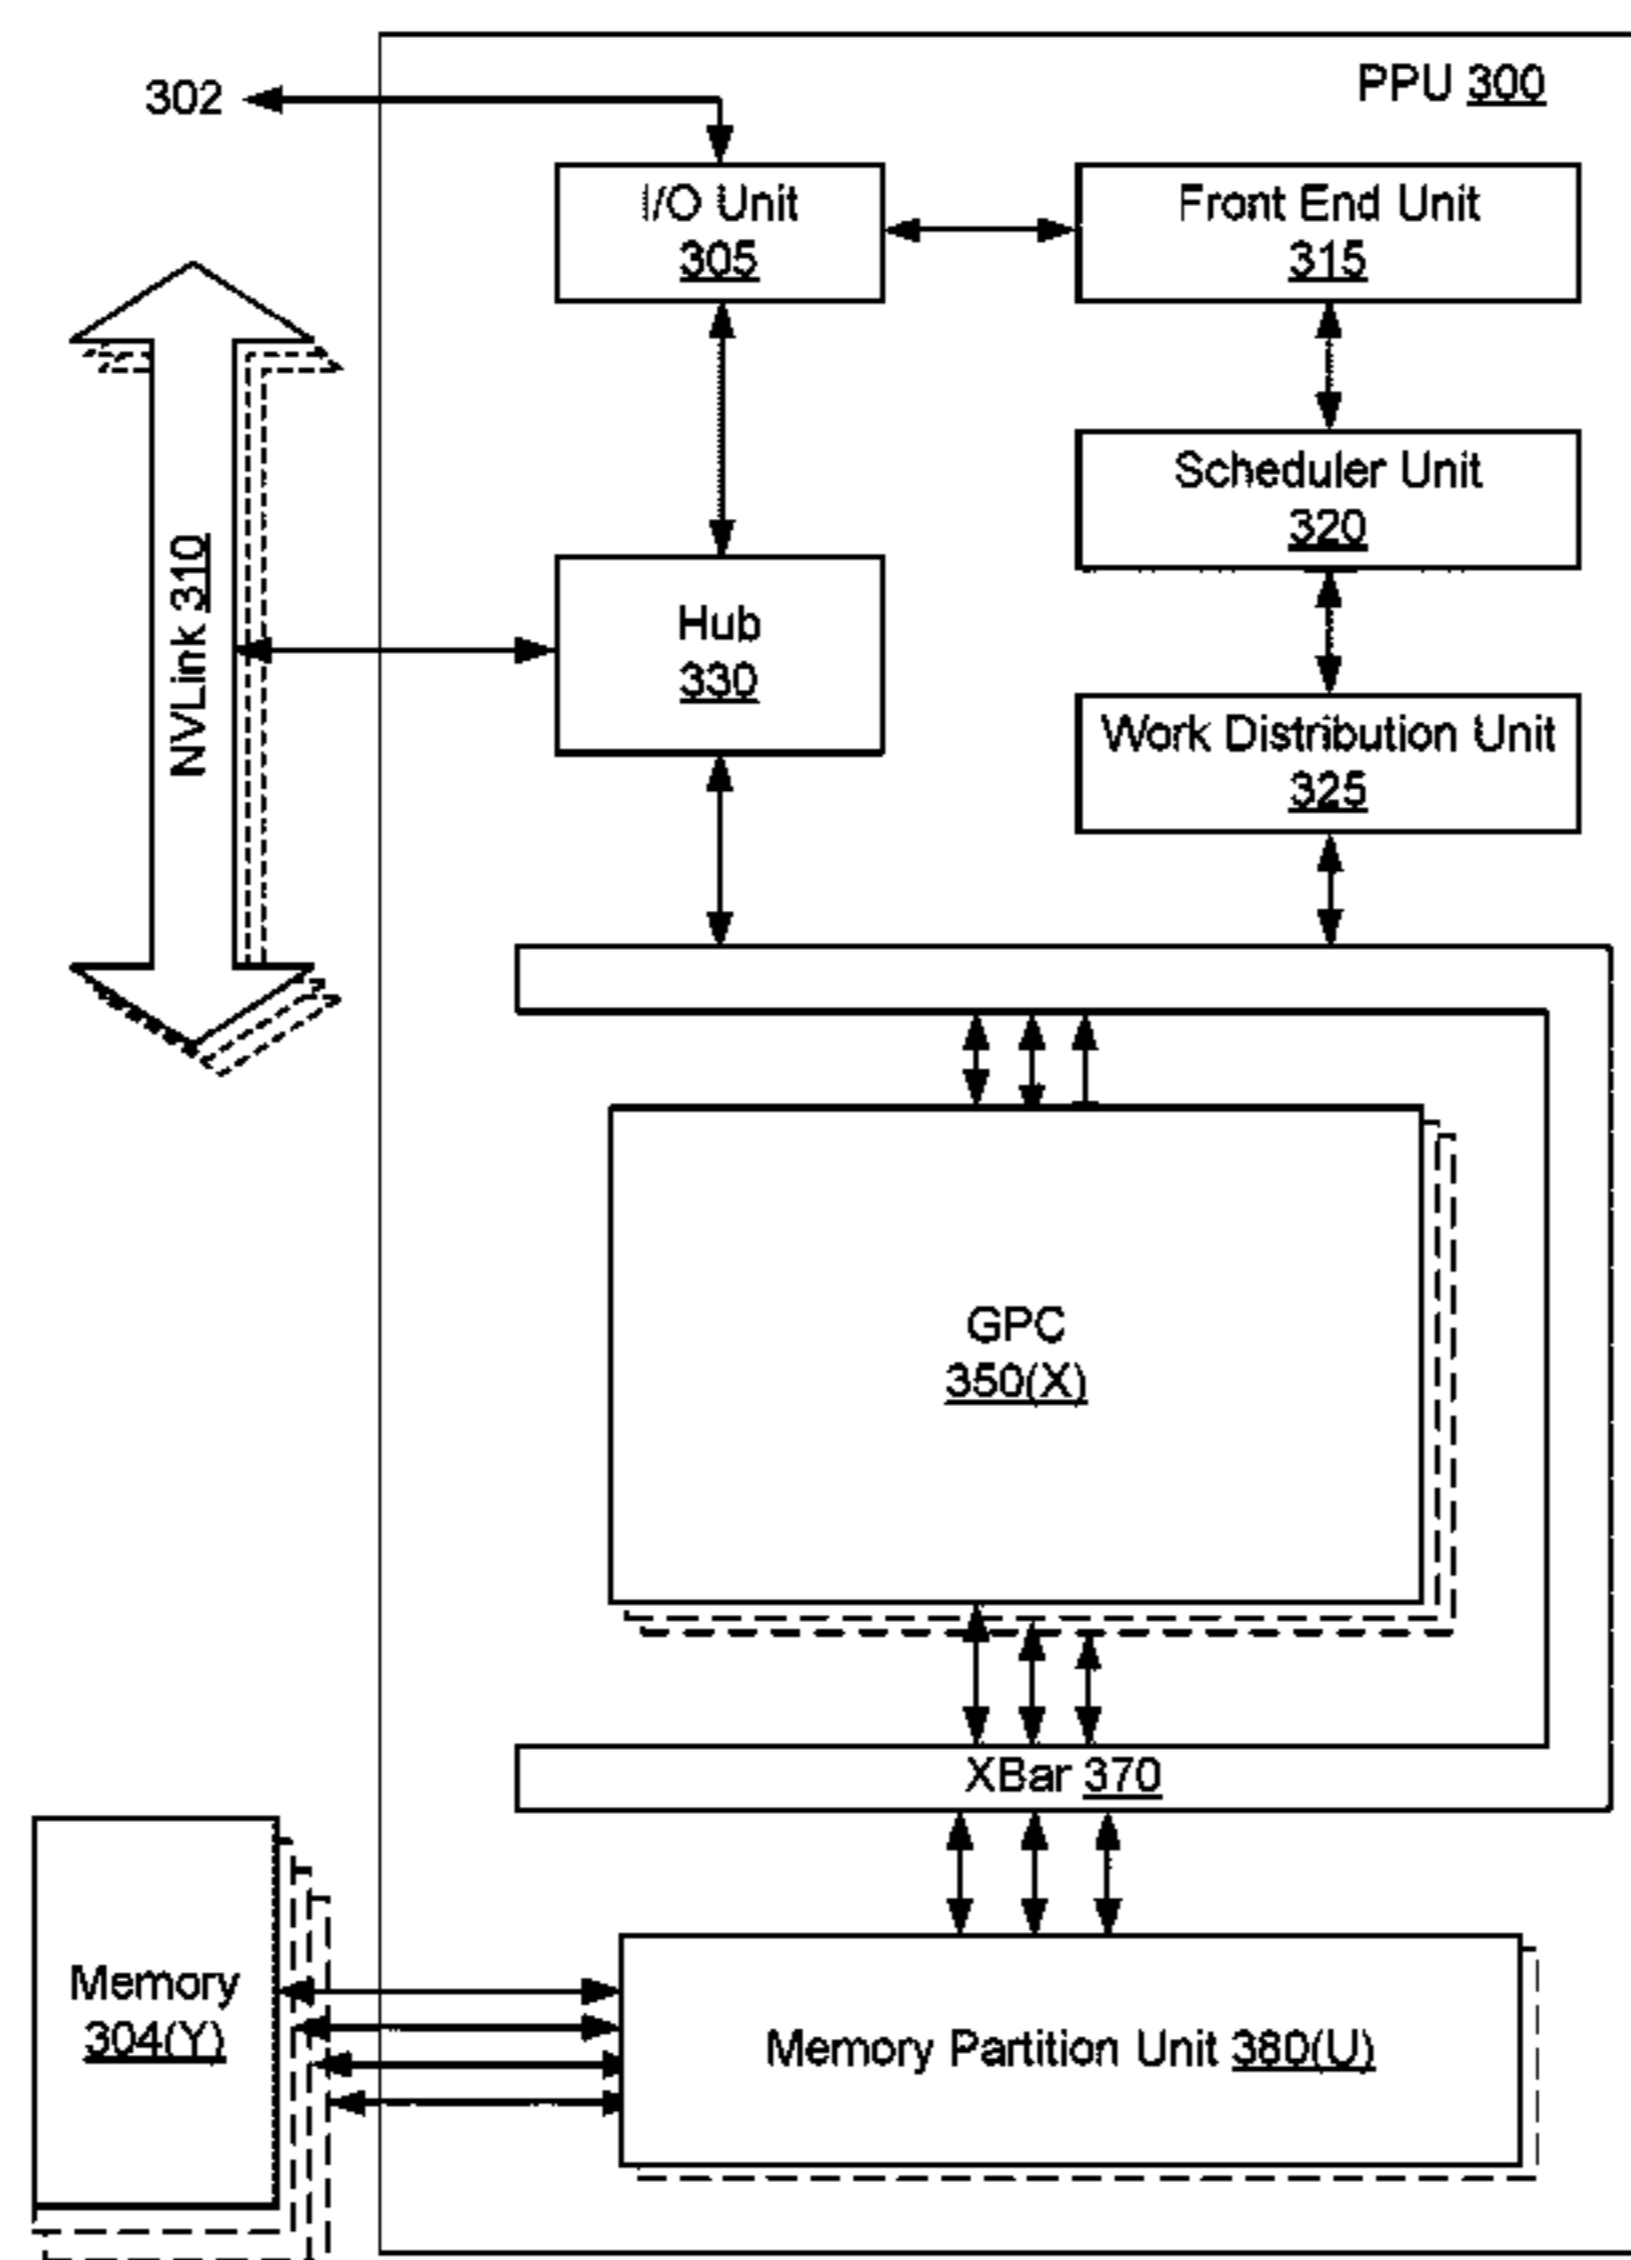 PPU 300
302
I/O Unit
305
Front End Unit
315
Scheduler Unit
320
NVLink 310
Hub
330
Work Distribution Unit
325
GPC
350(X)
XBar 370
Memory
304(Y)
Memory Partition Unit 380(U)